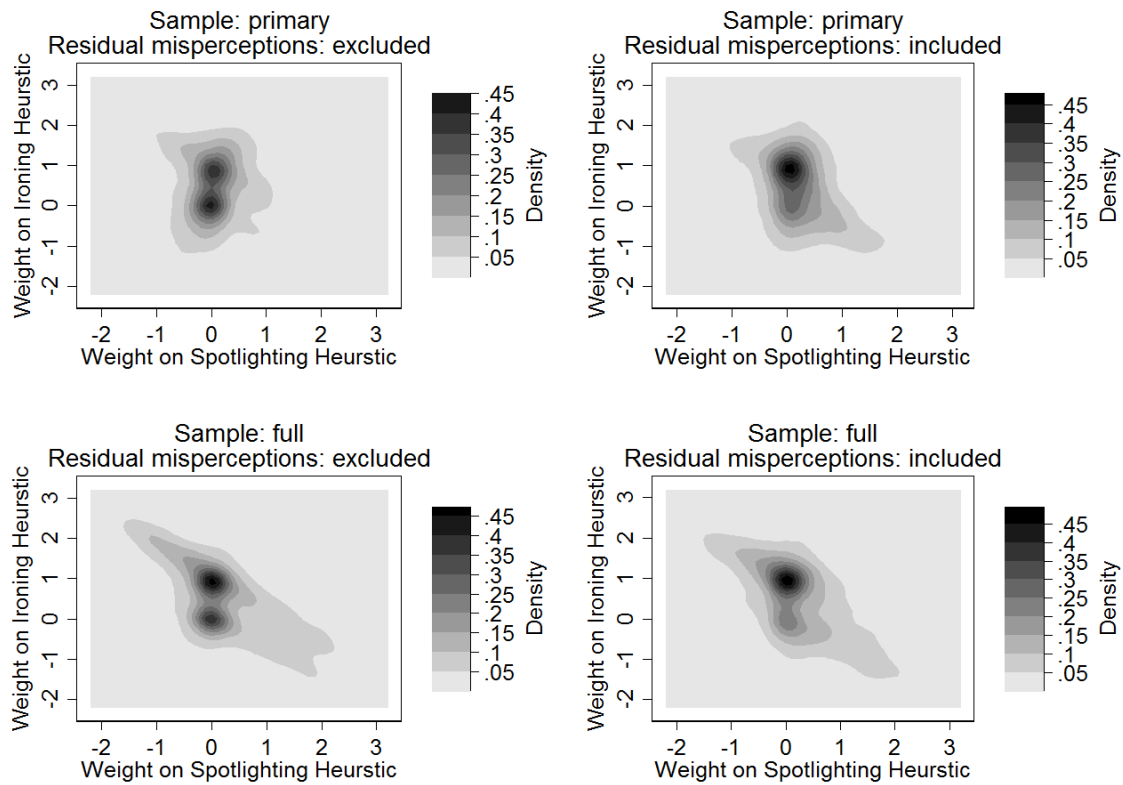 Sample: primary
Residual misperceptions: excluded
Weight on Ironing Heurstic
3
2
1
0
-1
-2
-2 -1 0 1 2 3
Weight on Spotlighting Heurstic
.45
.4
.35
.3
.25
.2
.15
.1
.05
Density
Sample: primary
Residual misperceptions: included
Weight on Ironing Heurstic
3
2
1
0
-1
-2
-2 -1 0 1 2 3
Weight on Spotlighting Heurstic
.45
.4
.35
.3
.25
.2
.15
.1
.05
Density
Sample: full
Residual misperceptions: excluded
Weight on Ironing Heurstic
3
2
1
0
-1
-2
-2 -1 0 1 2 3
Weight on Spotlighting Heurstic
.45
.4
.35
.3
.25
.2
.15
.1
.05
Density
Sample: full
Residual misperceptions: included
Weight on Ironing Heurstic
3
2
1
0
-1
-2
-2 -1 0 1 2 3
Weight on Spotlighting Heurstic
.45
.4
.35
.3
.25
.2
.15
.1
.05
Density